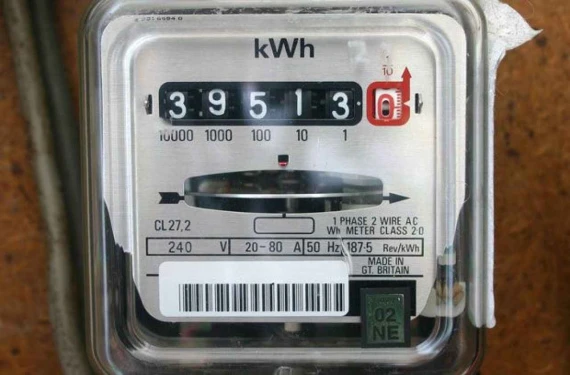 kWh
1
10
3 9 5 1 3 0
10000 1000 100 10 1
CL27,2
1 PHASE 2 WIRE AC
Wh METER CLASS 2·0
240 V 20-80 A 50 Hz 187·5 Rev/kWh
MADE IN
GT. BRITAIN
02
NE